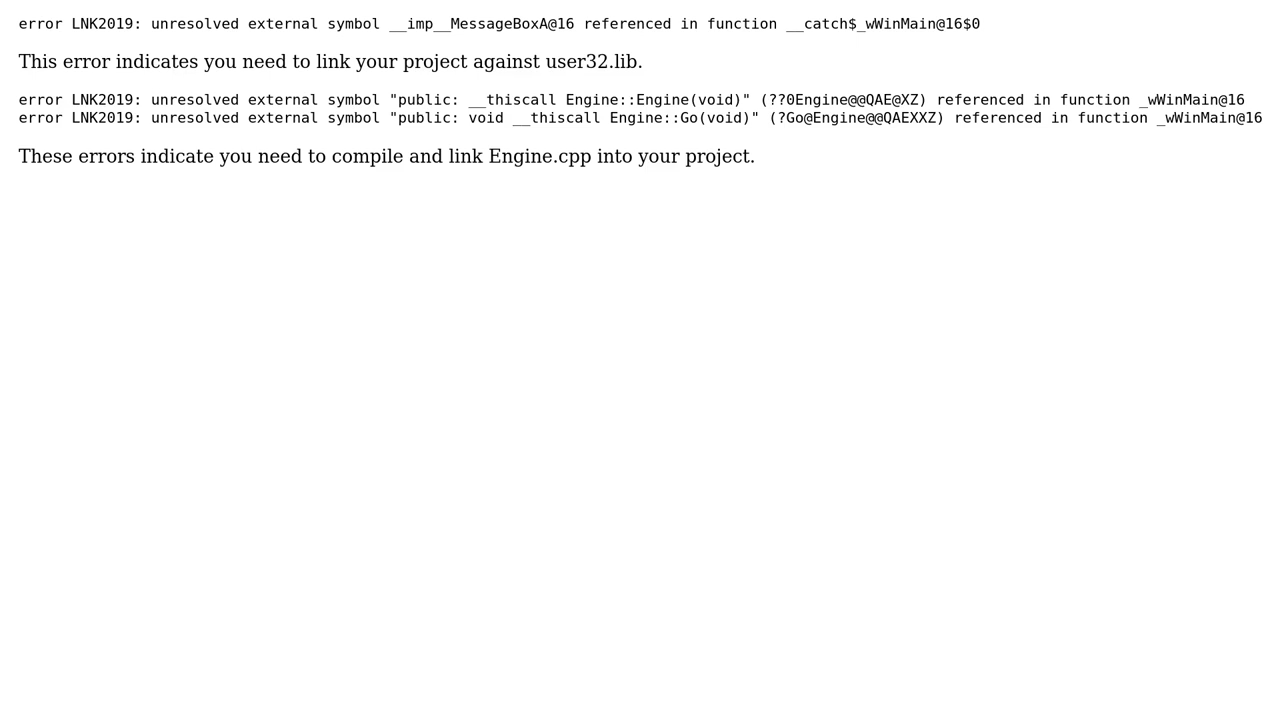 error LNK2019: unresolved external symbol __imp__MessageBoxA@16 referenced in function __catch$_wWinMain@16$0
This error indicates you need to link your project against user32.lib.
error LNK2019: unresolved external symbol "public: __thiscall Engine::Engine(void)" (??0Engine@@QAE@XZ) referenced in function _wWinMain@16
error LNK2019: unresolved external symbol "public: void __thiscall Engine::Go(void)" (?Go@Engine@@QAEXXZ) referenced in function _wWinMain@16
These errors indicate you need to compile and link Engine.cpp into your project.